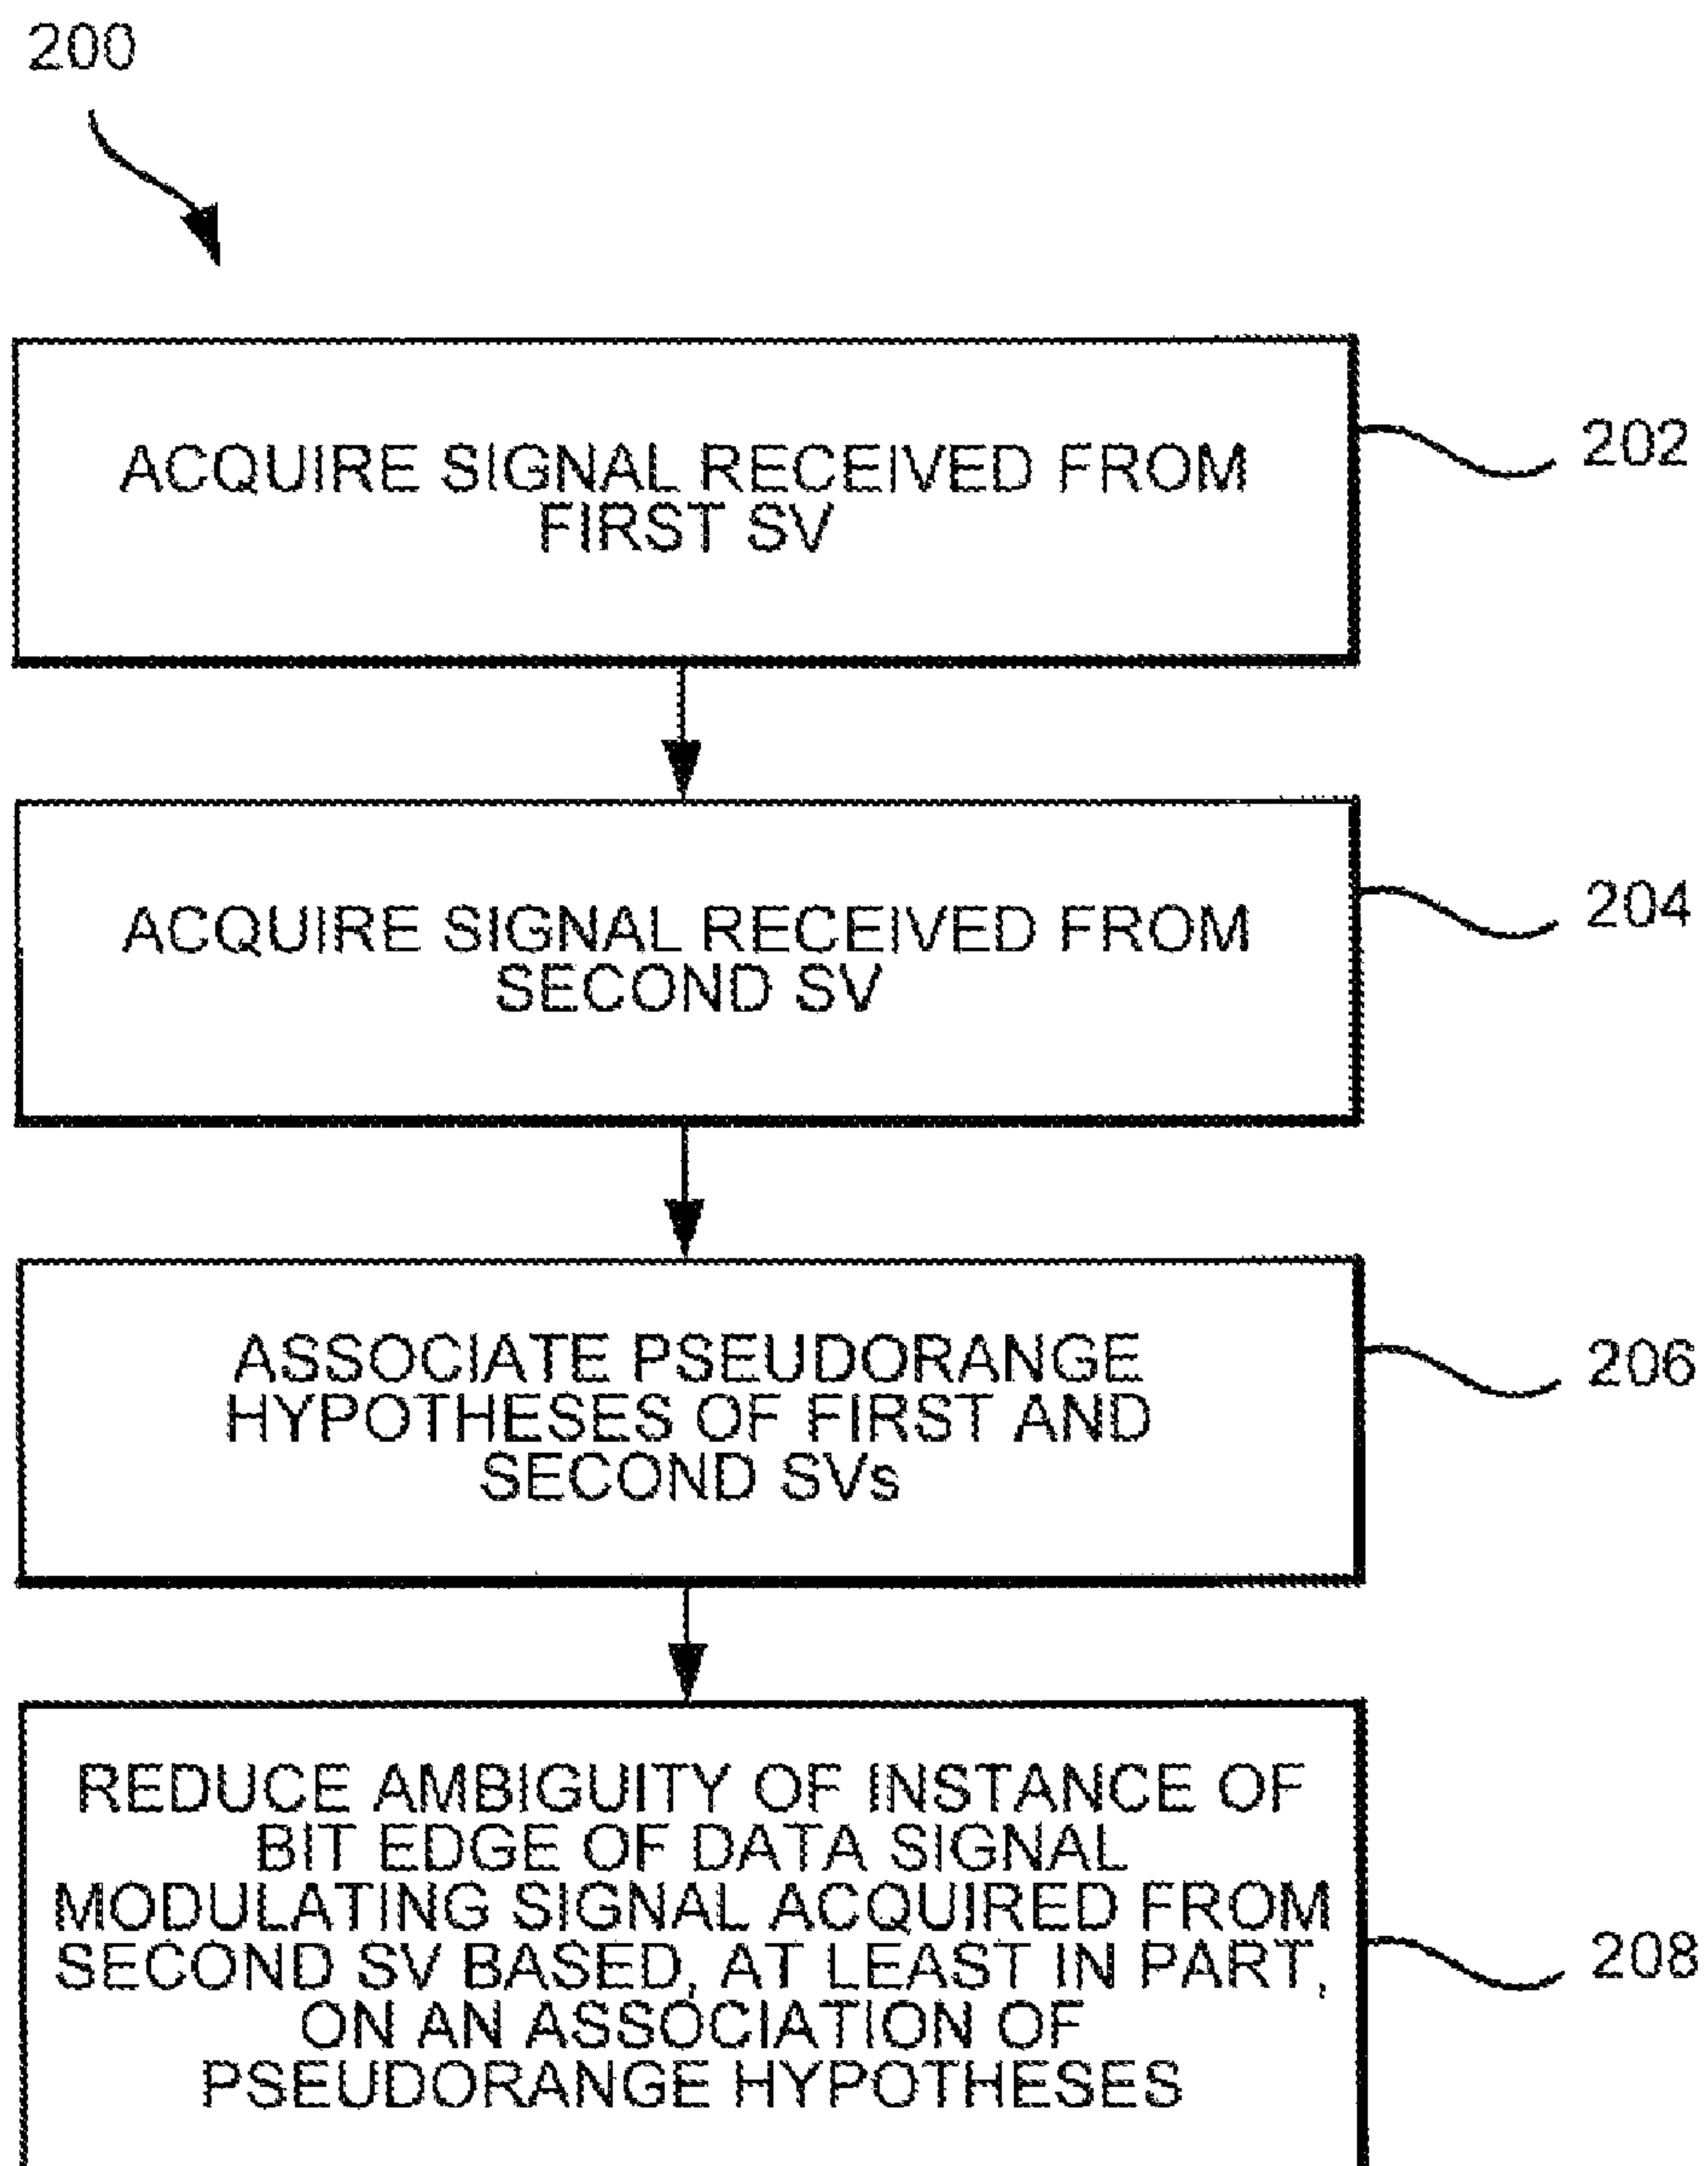 200
ACQUIRE SIGNAL RECEIVED FROM
FIRST SV
202
ACQUIRE SIGNAL RECEIVED FROM
SECOND SV
204
ASSOCIATE PSEUDORANGE
HYPOTHESES OF FIRST AND
SECOND SVs
206
REDUCE AMBIGUITY OF INSTANCE OF
BIT EDGE OF DATA SIGNAL
MODULATING SIGNAL ACQUIRED FROM
SECOND SV BASED, AT LEAST IN PART,
ON AN ASSOCIATION OF
PSEUDORANGE HYPOTHESES
208